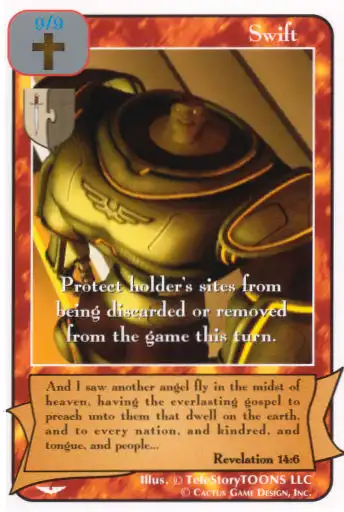 Swift
9/9
Protect holder's sites from
being discarded or removed
from the game this turn.
And I saw another angel fly in the midst of
heaven, having the everlasting gospel to
preach unto them that dwell on the earth,
and to every nation, and kindred, and
tongue, and people...
Revelation 14:6
Illus. © TeleStoryTOONS LLC
© Cactus Game Design, Inc.